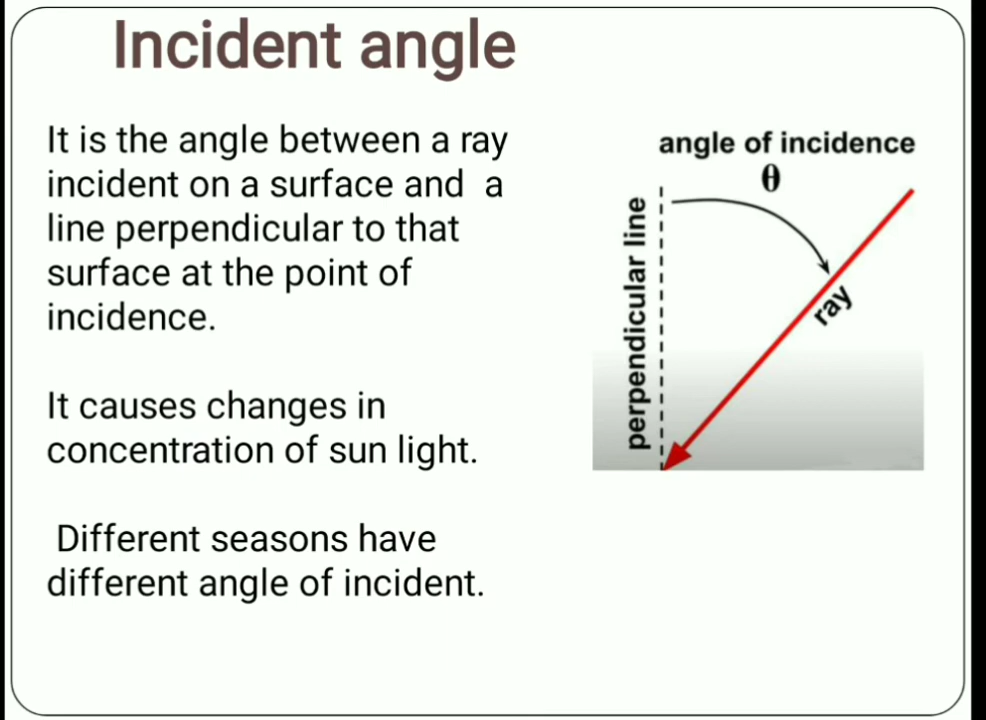 Incident angle
It is the angle between a ray
incident on a surface and a
line perpendicular to that
surface at the point of
incidence.
It causes changes in
concentration of sun light.
Different seasons have
different angle of incident.
angle of incidence
θ
perpendicular line
ray